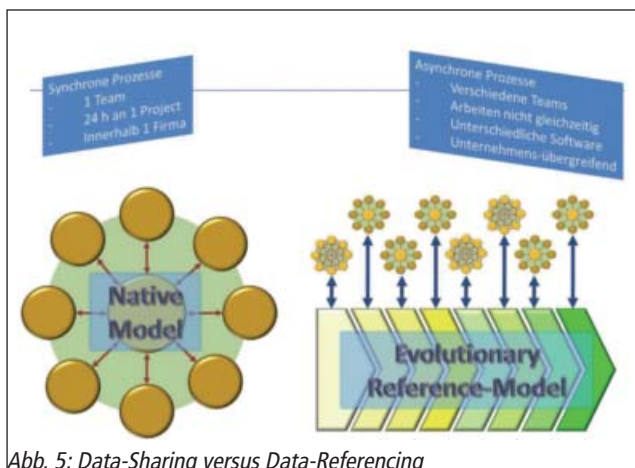 Synchrone Prozesse
- 1 Team
- 24 h an 1 Project
- Innerhalb 1 Firma
Asynchrone Prozesse
- Verschiedene Teams
- Arbeiten nicht gleichzeitig
- Unterschiedliche Software
- Unternehmens-übergreifend
Native
Model
Evolutionary
Reference-Model
Abb. 5: Data-Sharing versus Data-Referencing